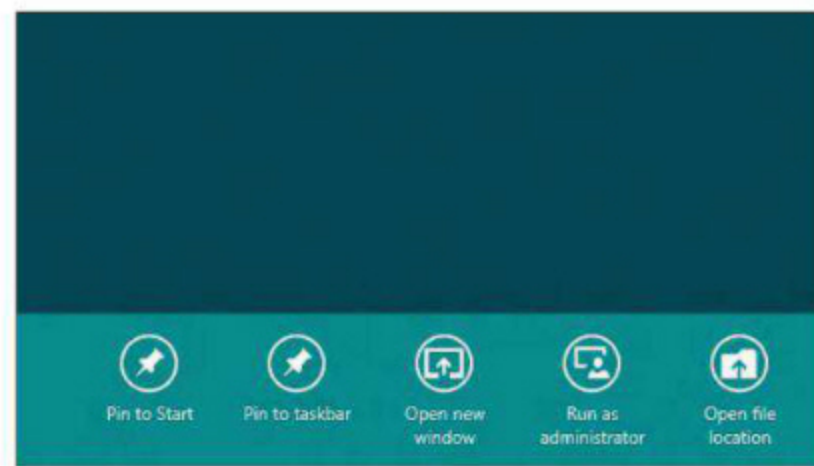 Pin to Start
Pin to taskbar
Open new
window
Run as
administrator
Open file
location